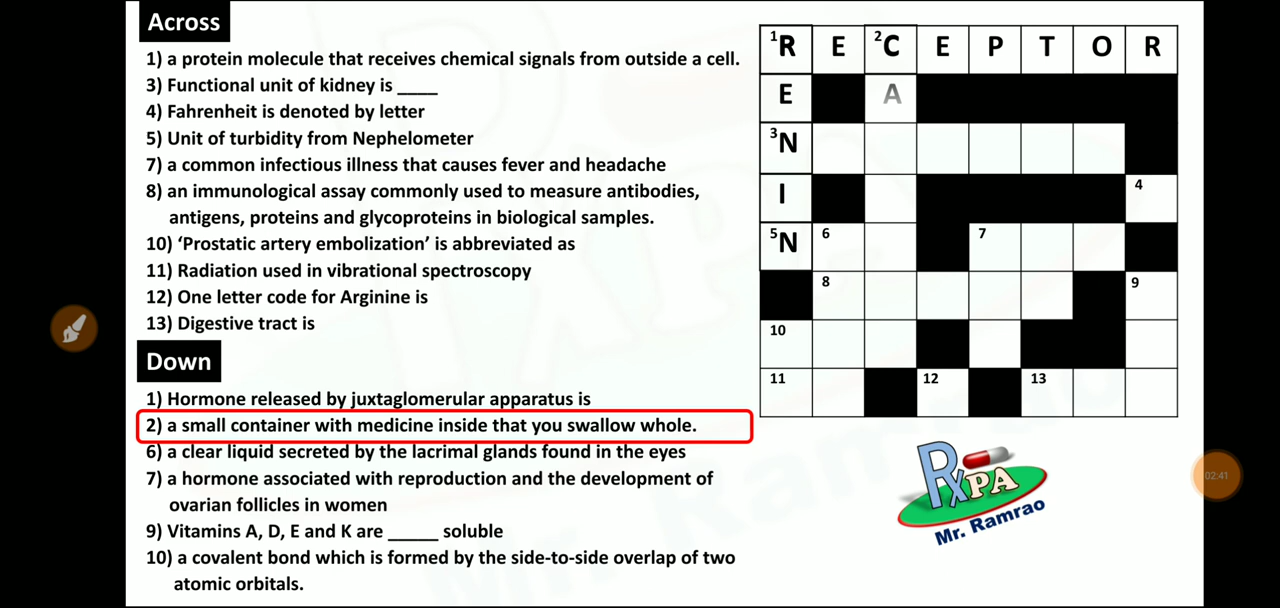 Across
1) a protein molecule that receives chemical signals from outside a cell.
3) Functional unit of kidney is ____
4) Fahrenheit is denoted by letter
5) Unit of turbidity from Nephelometer
7) a common infectious illness that causes fever and headache
8) an immunological assay commonly used to measure antibodies,
antigens, proteins and glycoproteins in biological samples.
10) ‘Prostatic artery embolization’ is abbreviated as
11) Radiation used in vibrational spectroscopy
12) One letter code for Arginine is
13) Digestive tract is
Down
1) Hormone released by juxtaglomerular apparatus is
2) a small container with medicine inside that you swallow whole.
6) a clear liquid secreted by the lacrimal glands found in the eyes
7) a hormone associated with reproduction and the development of
ovarian follicles in women
9) Vitamins A, D, E and K are _____ soluble
10) a covalent bond which is formed by the side-to-side overlap of two
atomic orbitals.
1 R E 2 C E P T O R
E A
3 N
I 4
5 N 6 7
8 9
10
11 12 13
Rx PA
Mr. Ramrao
02:41